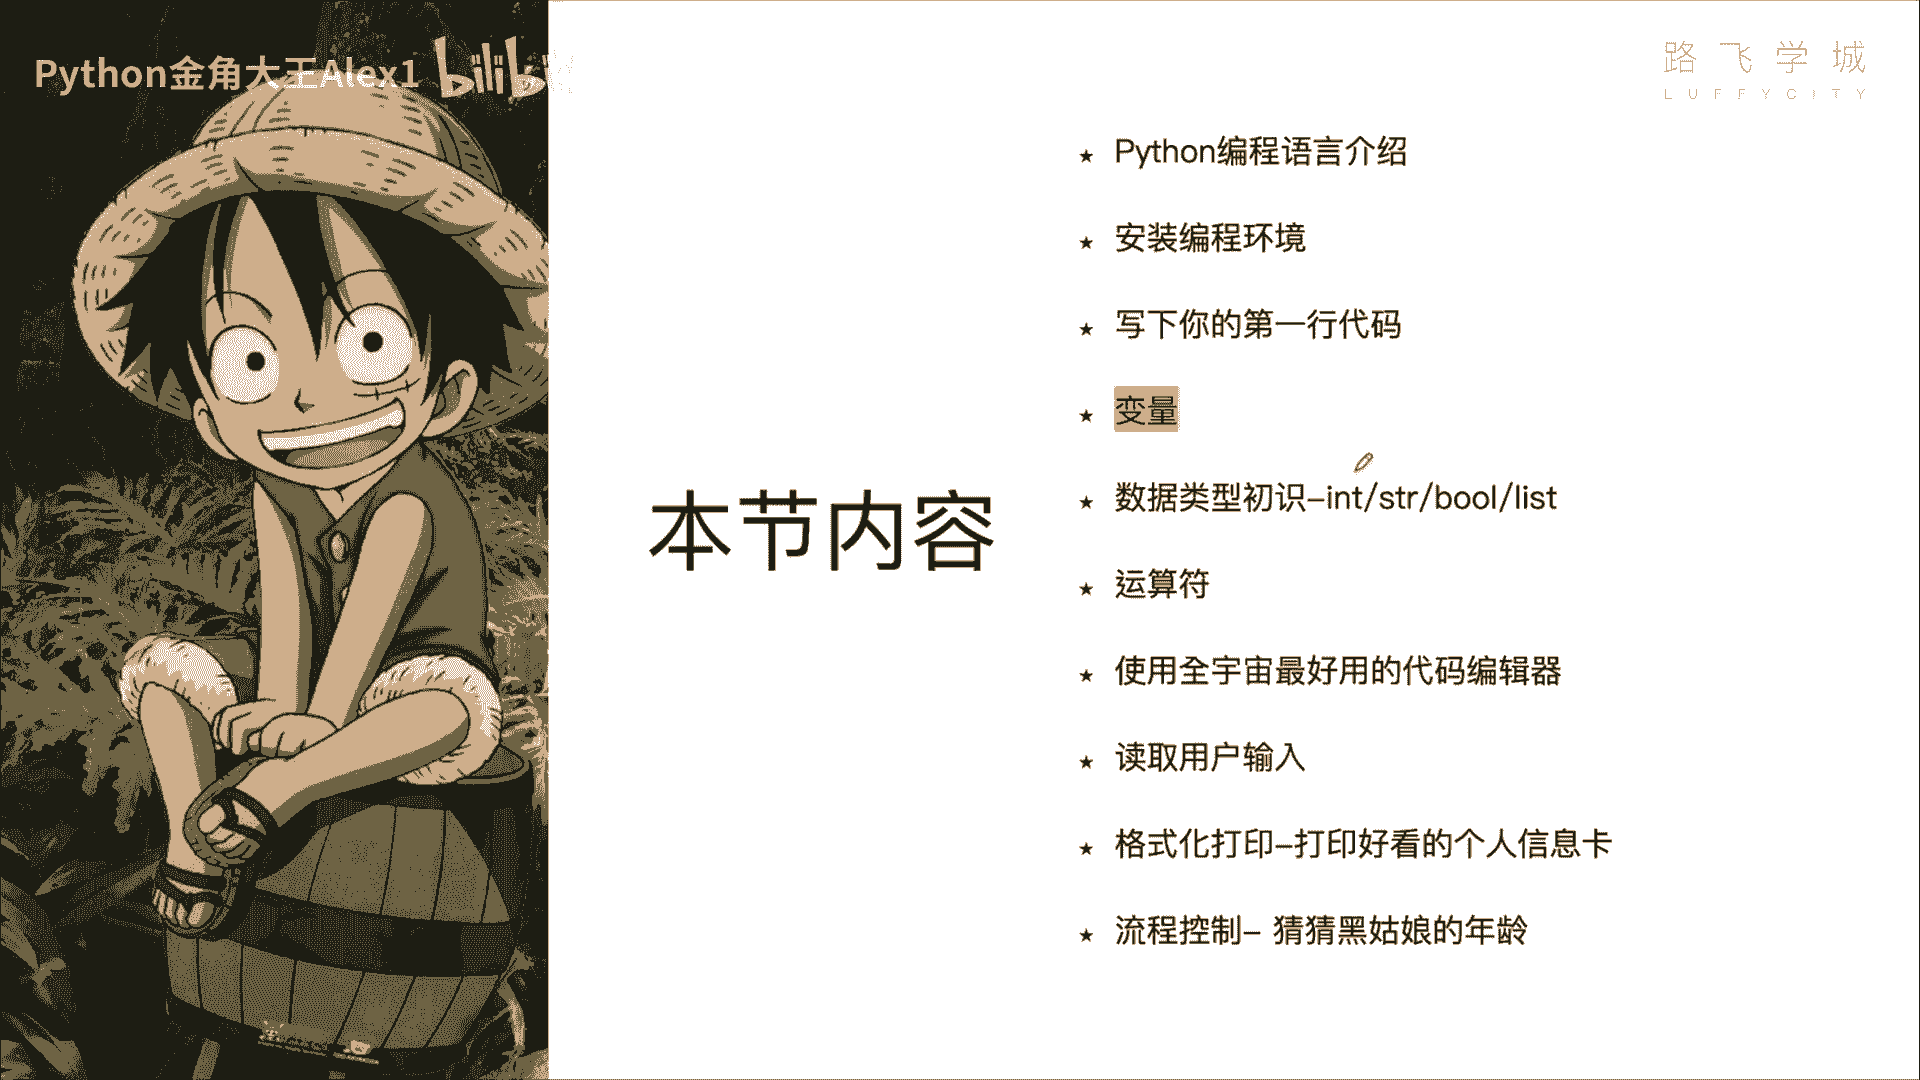 Python金角大王Alex1 bilibili
路飞学城
LUFFYCITY
本节内容
★ Python编程语言介绍
★ 安装编程环境
★ 写下你的第一行代码
★ 变量
★ 数据类型初识-int/str/bool/list
★ 运算符
★ 使用全宇宙最好用的代码编辑器
★ 读取用户输入
★ 格式化打印-打印好看的个人信息卡
★ 流程控制- 猜猜黑姑娘的年龄